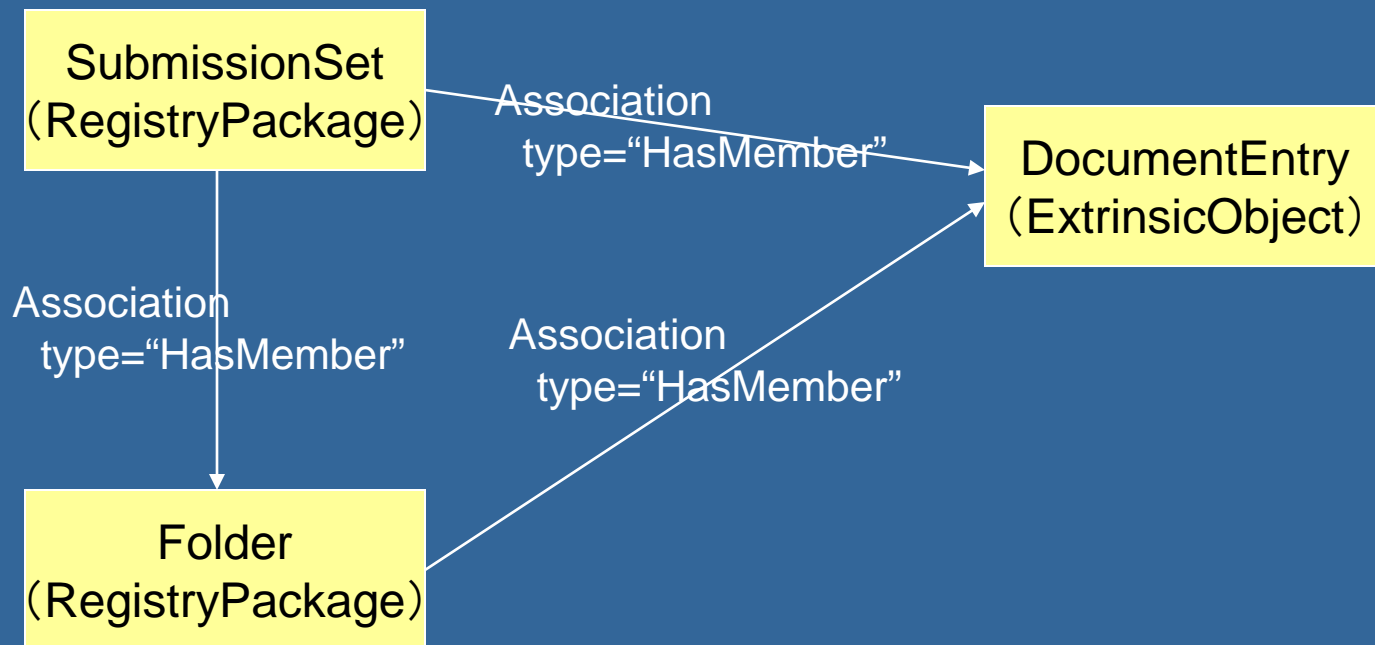 SubmissionSet
（RegistryPackage）
Association
type=“HasMember”
DocumentEntry
（ExtrinsicObject）
Association
type=“HasMember”
Association
type=“HasMember”
Folder
（RegistryPackage）